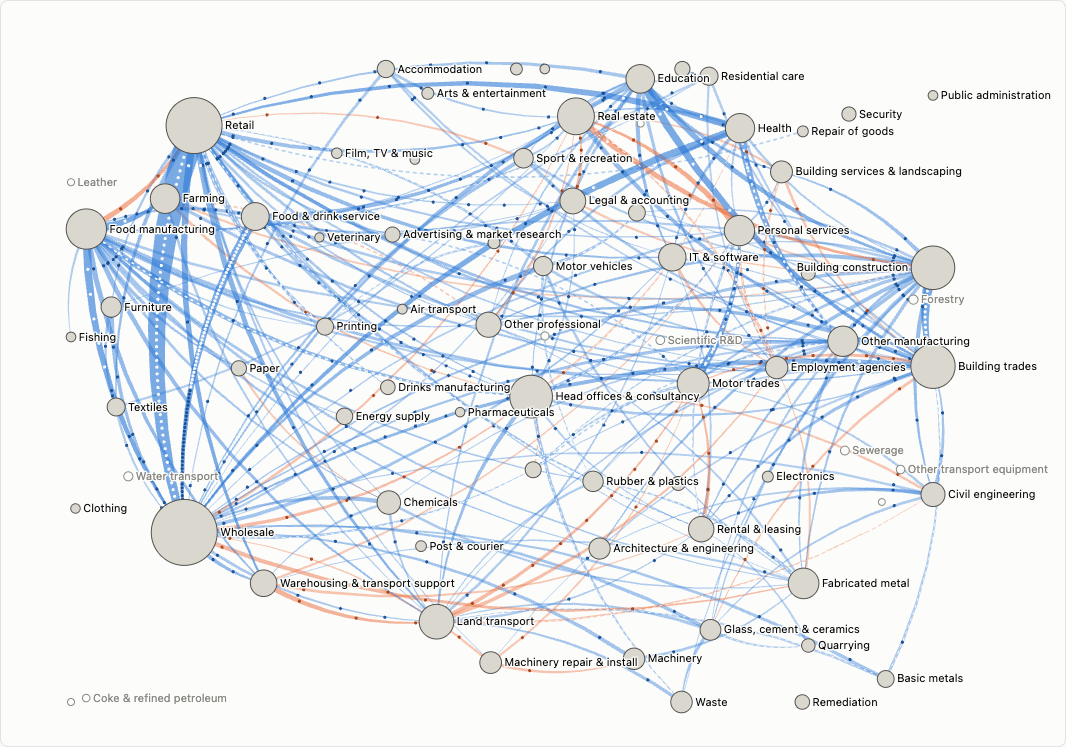 Accommodation
Education
Residential care
Arts & entertainment
Public administration
Real estate
Security
Retail
Health
Repair of goods
Film, TV & music
Sport & recreation
Building services & landscaping
Leather
Farming
Legal & accounting
Food & drink service
Food manufacturing
Personal services
Veterinary
Advertising & market research
IT & software
Motor vehicles
Building construction
Forestry
Furniture
Air transport
Other professional
Printing
Fishing
Scientific R&D
Other manufacturing
Paper
Employment agencies
Building trades
Drinks manufacturing
Motor trades
Head offices & consultancy
Textiles
Pharmaceuticals
Energy supply
Sewerage
Other transport equipment
Water transport
Electronics
Rubber & plastics
Civil engineering
Chemicals
Clothing
Wholesale
Rental & leasing
Post & courier
Architecture & engineering
Warehousing & transport support
Fabricated metal
Land transport
Glass, cement & ceramics
Quarrying
Machinery repair & install
Machinery
Basic metals
Coke & refined petroleum
Waste
Remediation